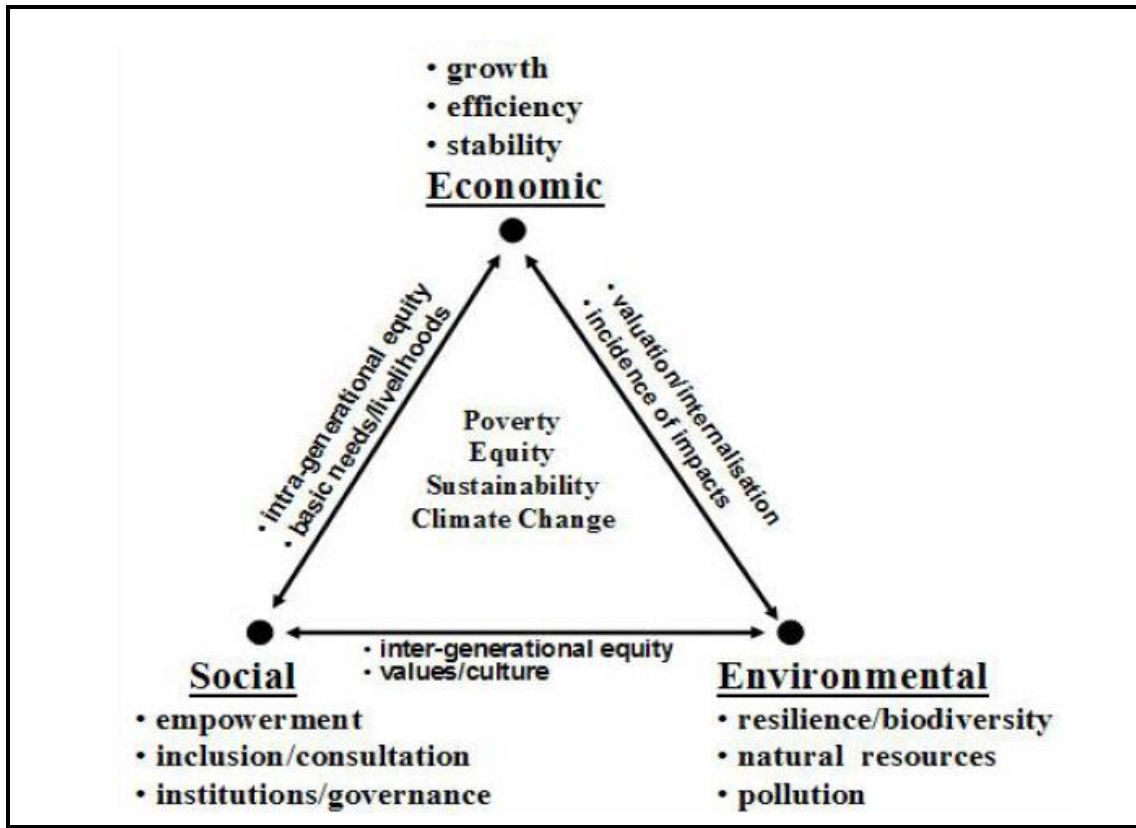 • growth
• efficiency
• stability
Economic
• intra-generational equity
• basic needs/livelihoods
• valuation/internalisation
• incidence of impacts
Poverty
Equity
Sustainability
Climate Change
• inter-generational equity
• values/culture
Social
• empowerment
• inclusion/consultation
• institutions/governance
Environmental
• resilience/biodiversity
• natural resources
• pollution